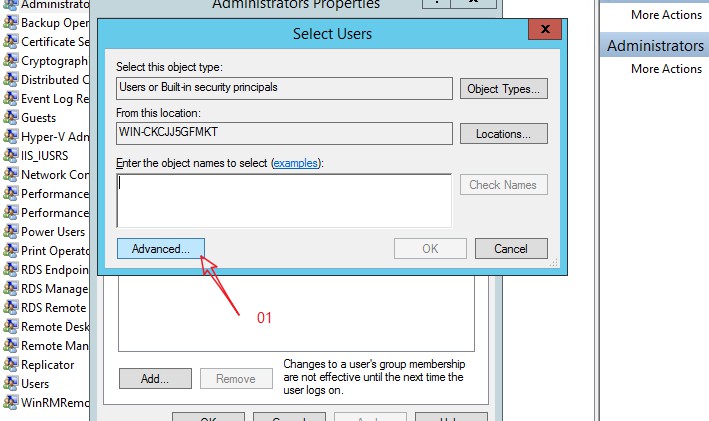 Administrators Properties
Administrato
Backup Oper
Certificate Se
Cryptograph
Distributed C
Event Log Re
Guests
Hyper-V Adm
IIS_IUSRS
Network Con
Performance
Performance
Power Users
Print Operato
RDS Endpoin
RDS Manage
RDS Remote
Remote Desk
Remote Man
Replicator
Users
WinRMRemo
Select Users
x
Select this object type:
Users or Built-in security principals
Object Types...
From this location:
WIN-CKCJJ5GFMKT
Locations...
Enter the object names to select (examples):
Check Names
Advanced...
OK
Cancel
01
Add...
Remove
Changes to a user's group membership
are not effective until the next time the
user logs on.
More Actions
Administrators
More Actions